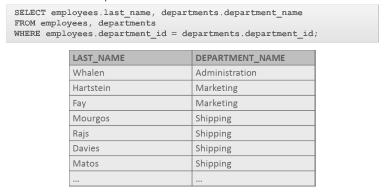 SELECT employees.last_name, departments.department_name
FROM employees, departments
WHERE employees.department_id = departments.department_id;
LAST_NAME DEPARTMENT_NAME
Whalen Administration
Hartstein Marketing
Fay Marketing
Mourgos Shipping
Rajs Shipping
Davies Shipping
Matos Shipping
... ...